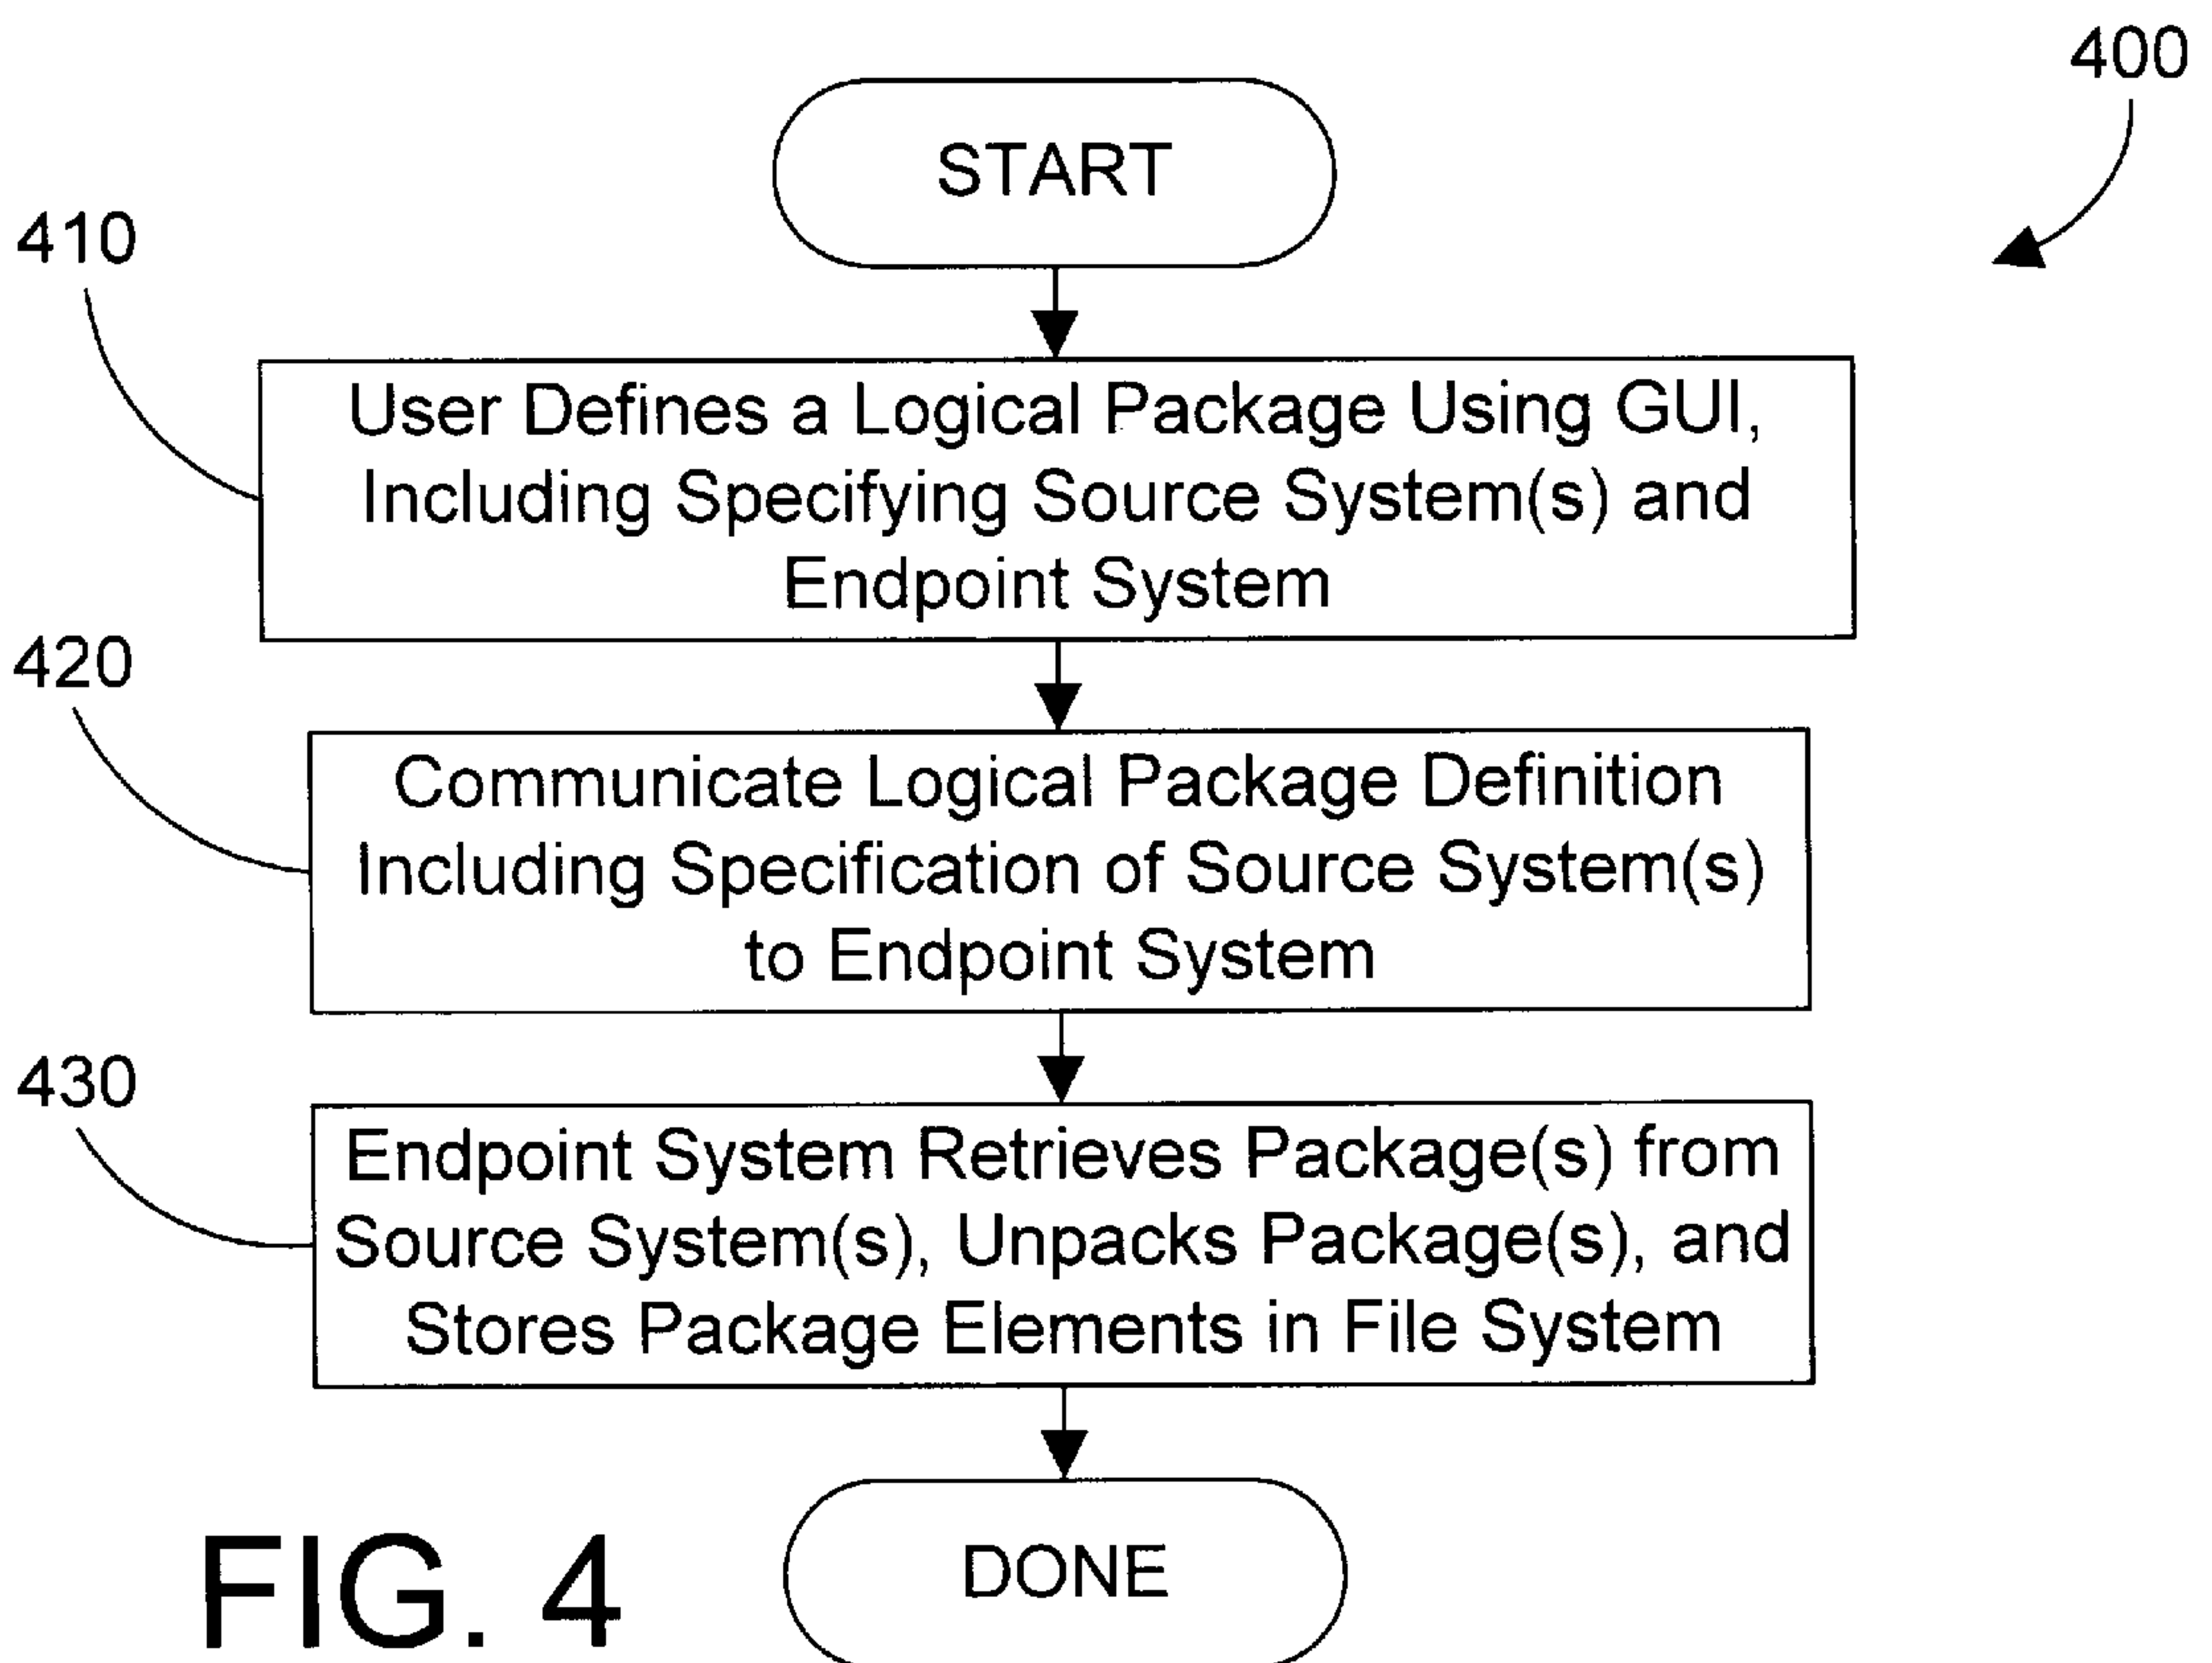 400
START
410
User Defines a Logical Package Using GUI,
Including Specifying Source System(s) and
Endpoint System
420
Communicate Logical Package Definition
Including Specification of Source System(s)
to Endpoint System
430
Endpoint System Retrieves Package(s) from
Source System(s), Unpacks Package(s), and
Stores Package Elements in File System
DONE
FIG. 4